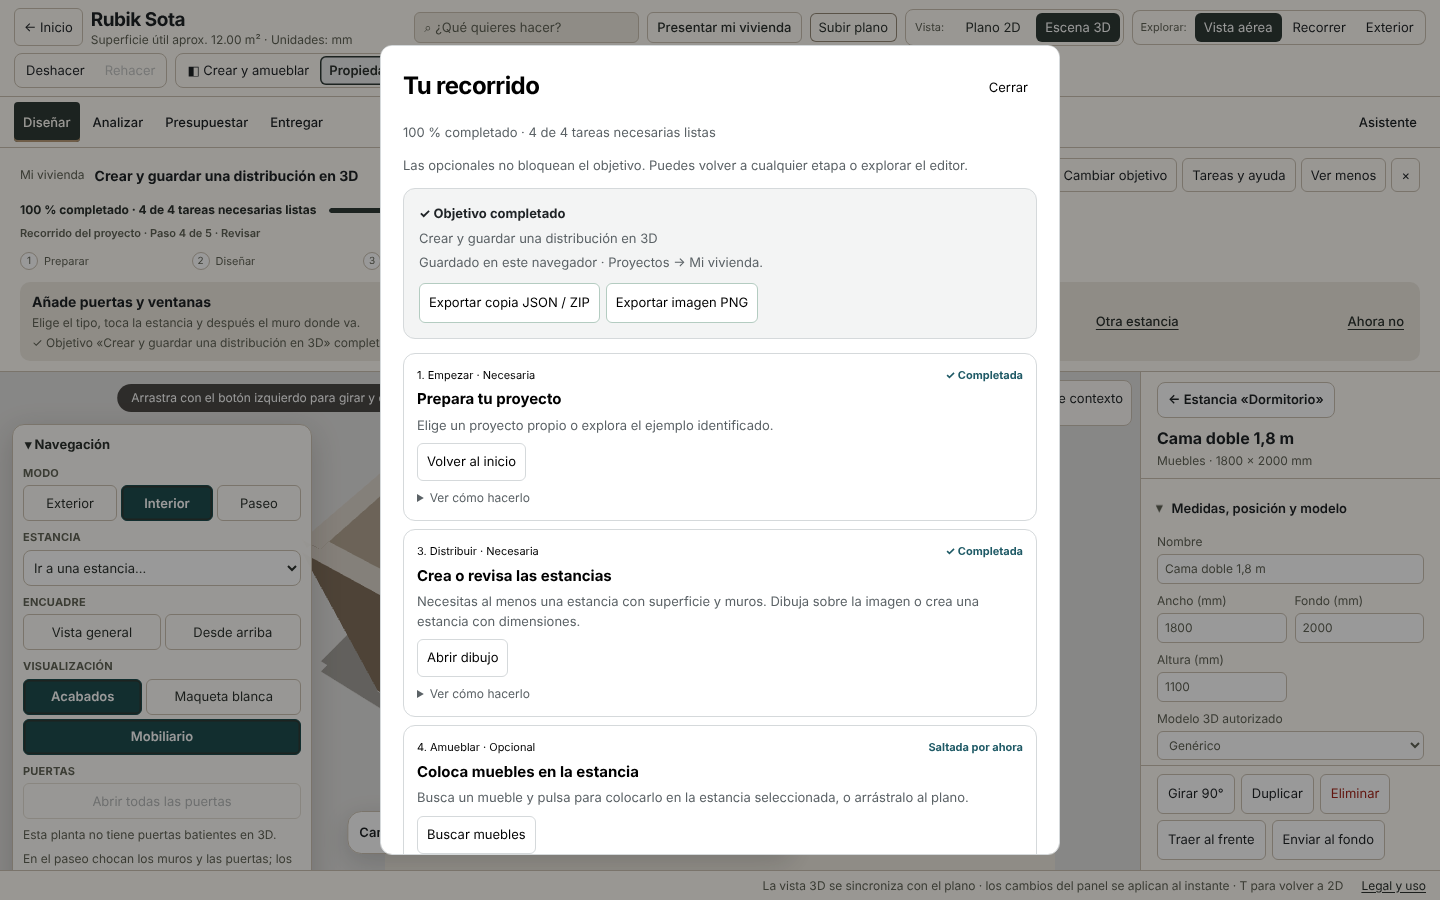 ← Inicio
Rubik Sota
Superficie útil aprox. 12.00 m² · Unidades: mm
¿Qué quieres hacer?
Presentar mi vivienda
Subir plano
Vista:
Plano 2D
Escena 3D
Explorar:
Vista aérea
Recorrer
Exterior
Deshacer
Rehacer
Crear y amueblar
Diseñar
Analizar
Presupuestar
Entregar
Asistente
Mi vivienda
Crear y guardar una distribución en 3D
Cambiar objetivo
Tareas y ayuda
Ver menos
×
100 % completado · 4 de 4 tareas necesarias listas
Recorrido del proyecto · Paso 4 de 5 · Revisar
1 Preparar
2 Diseñar
3
Añade puertas y ventanas
Elige el tipo, toca la estancia y después el muro donde va.
✓ Objetivo «Crear y guardar una distribución en 3D»
Otra estancia
Ahora no
Arrastra con el botón izquierdo para girar y
contexto
▾ Navegación
MODO
Exterior
Interior
Paseo
ESTANCIA
Ir a una estancia...
ENCUADRE
Vista general
Desde arriba
VISUALIZACIÓN
Acabados
Maqueta blanca
Mobiliario
PUERTAS
Abrir todas las puertas
Esta planta no tiene puertas batientes en 3D.
En el paseo chocan los muros y las puertas; los
Tu recorrido
Cerrar
100 % completado · 4 de 4 tareas necesarias listas
Las opcionales no bloquean el objetivo. Puedes volver a cualquier etapa o explorar el editor.
✓ Objetivo completado
Crear y guardar una distribución en 3D
Guardado en este navegador · Proyectos → Mi vivienda.
Exportar copia JSON / ZIP
Exportar imagen PNG
1. Empezar · Necesaria
✓ Completada
Prepara tu proyecto
Elige un proyecto propio o explora el ejemplo identificado.
Volver al inicio
▶ Ver cómo hacerlo
3. Distribuir · Necesaria
✓ Completada
Crea o revisa las estancias
Necesitas al menos una estancia con superficie y muros. Dibuja sobre la imagen o crea una
estancia con dimensiones.
Abrir dibujo
▶ Ver cómo hacerlo
4. Amueblar · Opcional
Saltada por ahora
Coloca muebles en la estancia
Busca un mueble y pulsa para colocarlo en la estancia seleccionada, o arrástralo al plano.
Buscar muebles
← Estancia «Dormitorio»
Cama doble 1,8 m
Muebles · 1800 × 2000 mm
▾ Medidas, posición y modelo
Nombre
Cama doble 1,8 m
Ancho (mm)
Fondo (mm)
1800
2000
Altura (mm)
1100
Modelo 3D autorizado
Genérico
Girar 90°
Duplicar
Eliminar
Traer al frente
Enviar al fondo
La vista 3D se sincroniza con el plano · los cambios del panel se aplican al instante · T para volver a 2D
Legal y uso